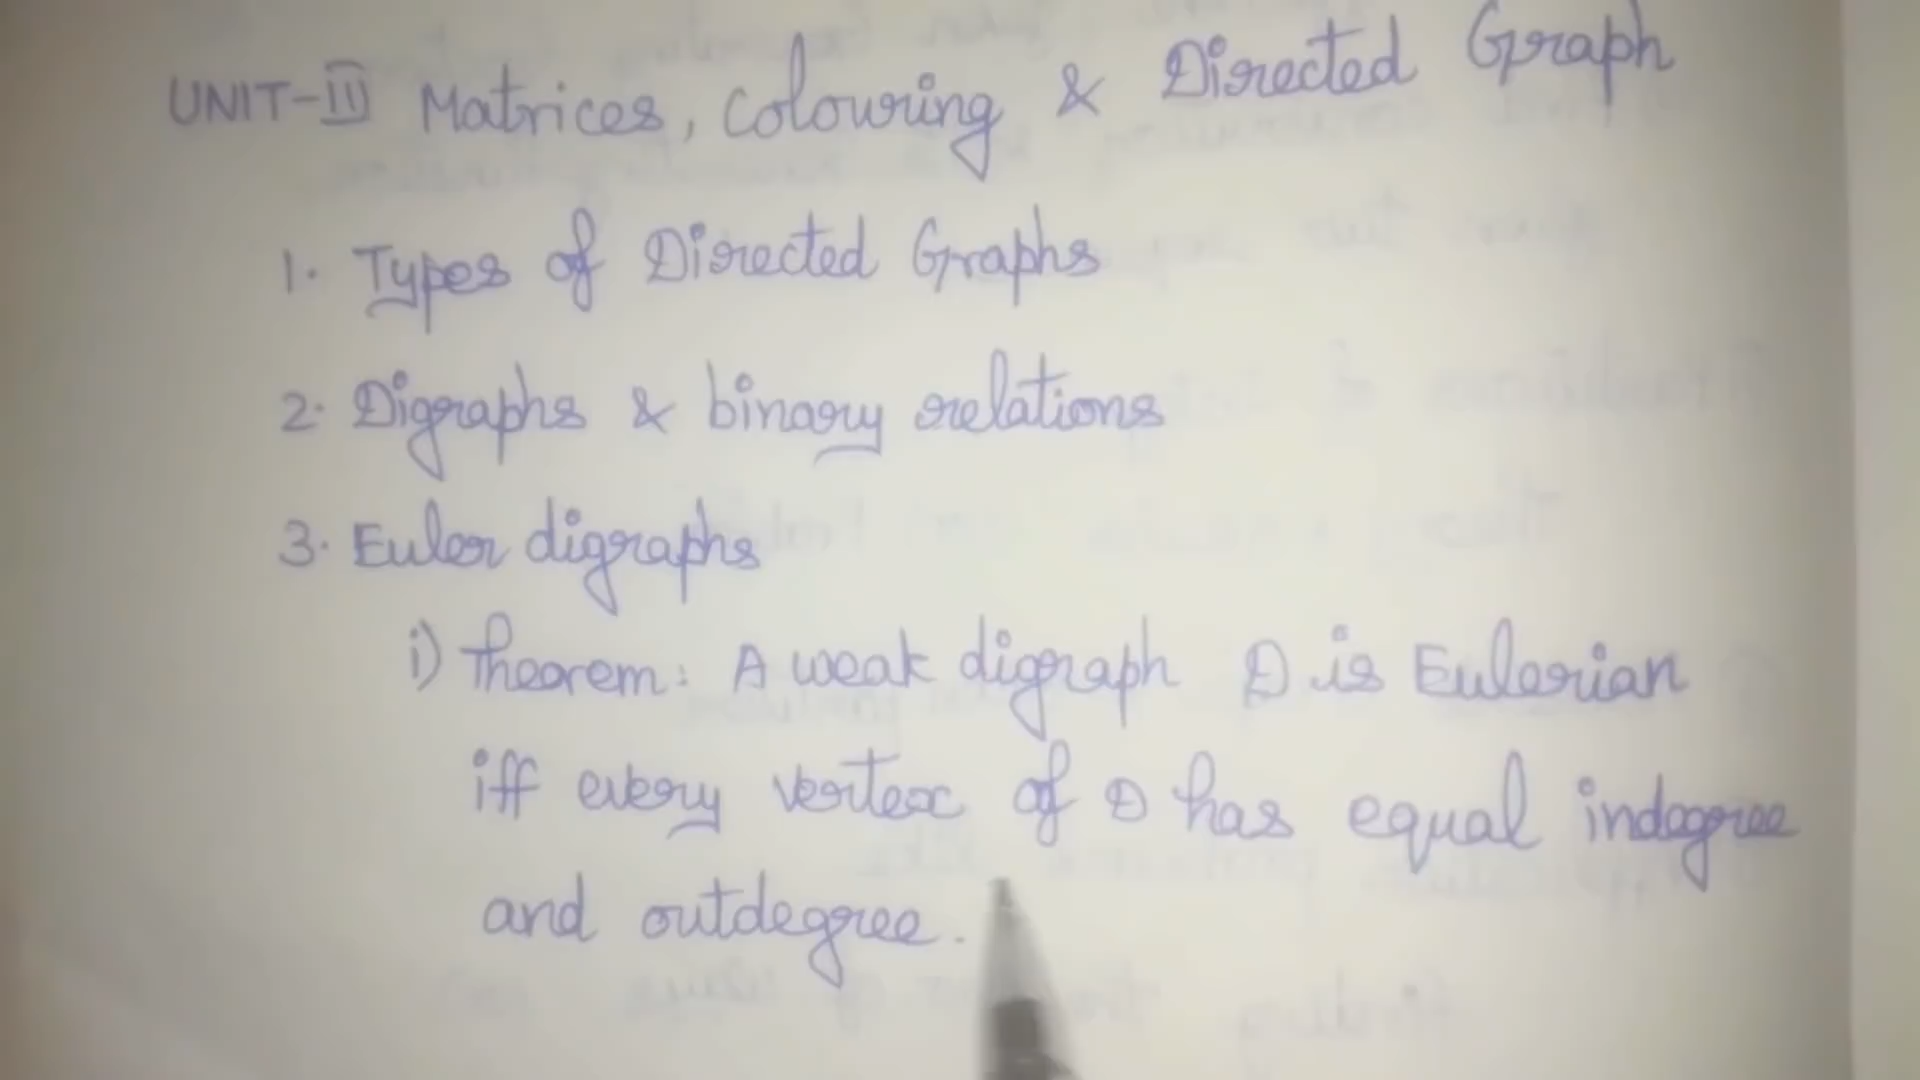 UNIT-III Matrices, Colouring & Directed Graph
1. Types of Directed Graphs
2. Digraphs & binary relations
3. Euler digraphs
i) Theorem: A weak digraph D is Eulerian
iff every vertex of D has equal indegree
and outdegree.